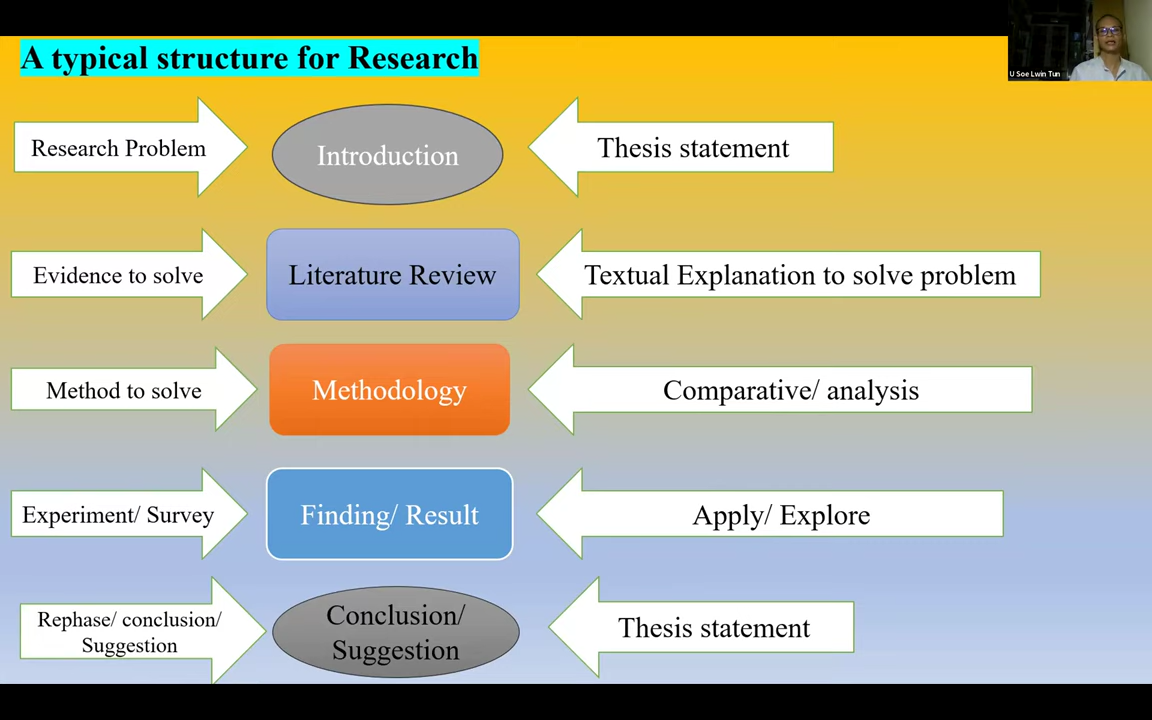 A typical structure for Research
U Soe Lwin Tun
Research Problem
Introduction
Thesis statement
Evidence to solve
Literature Review
Textual Explanation to solve problem
Method to solve
Methodology
Comparative/ analysis
Experiment/ Survey
Finding/ Result
Apply/ Explore
Rephase/ conclusion/
Suggestion
Conclusion/
Suggestion
Thesis statement